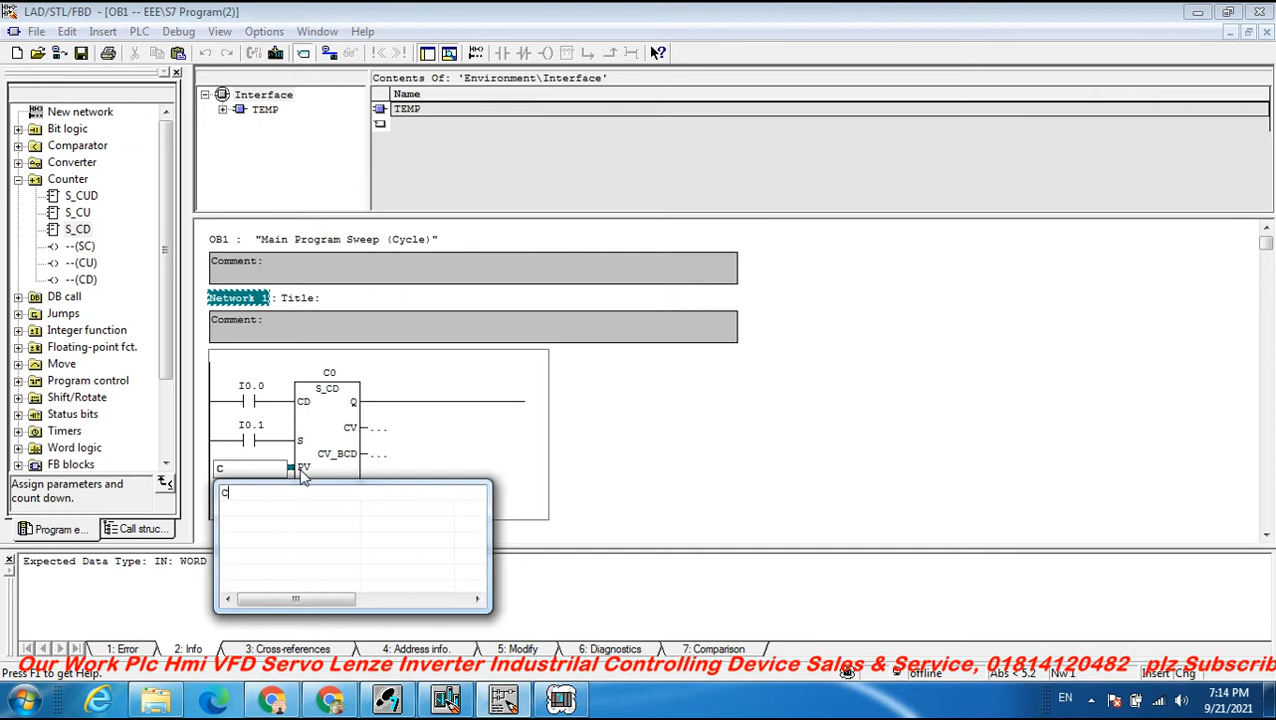 LAD/STL/FBD - [OB1 -- EEE\S7 Program(2)]
File Edit Insert PLC Debug View Options Window Help
Contents Of: 'Environment\Interface'
Interface
TEMP
Name
TEMP
New network
Bit logic
Comparator
Converter
Counter
S_CUD
S_CU
S_CD
--(SC)
--(CU)
--(CD)
DB call
Jumps
Integer function
Floating-point fct.
Move
Program control
Shift/Rotate
Status bits
Timers
Word logic
FB blocks
Assign parameters and
count down.
Program e...
Call struc...
OB1 : "Main Program Sweep (Cycle)"
Comment:
Network 1: Title:
Comment:
C0
I0.0
S_CD
CD
Q
I0.1
CV
...
S
CV_BCD
...
C
PV
C
Expected Data Type: IN: WORD
1: Error
2: Info
3: Cross-references
4: Address info.
5: Modify
6: Diagnostics
7: Comparison
Our Work Plc Hmi VFD Servo Lenze Inverter Industrilal Controlling Device Sales & Service, 01814120482 plz Subscrib
Press F1 to get Help.
offline
Abs < 5.2
Nw 1
Insert
Chg
EN
7:14 PM
9/21/2021